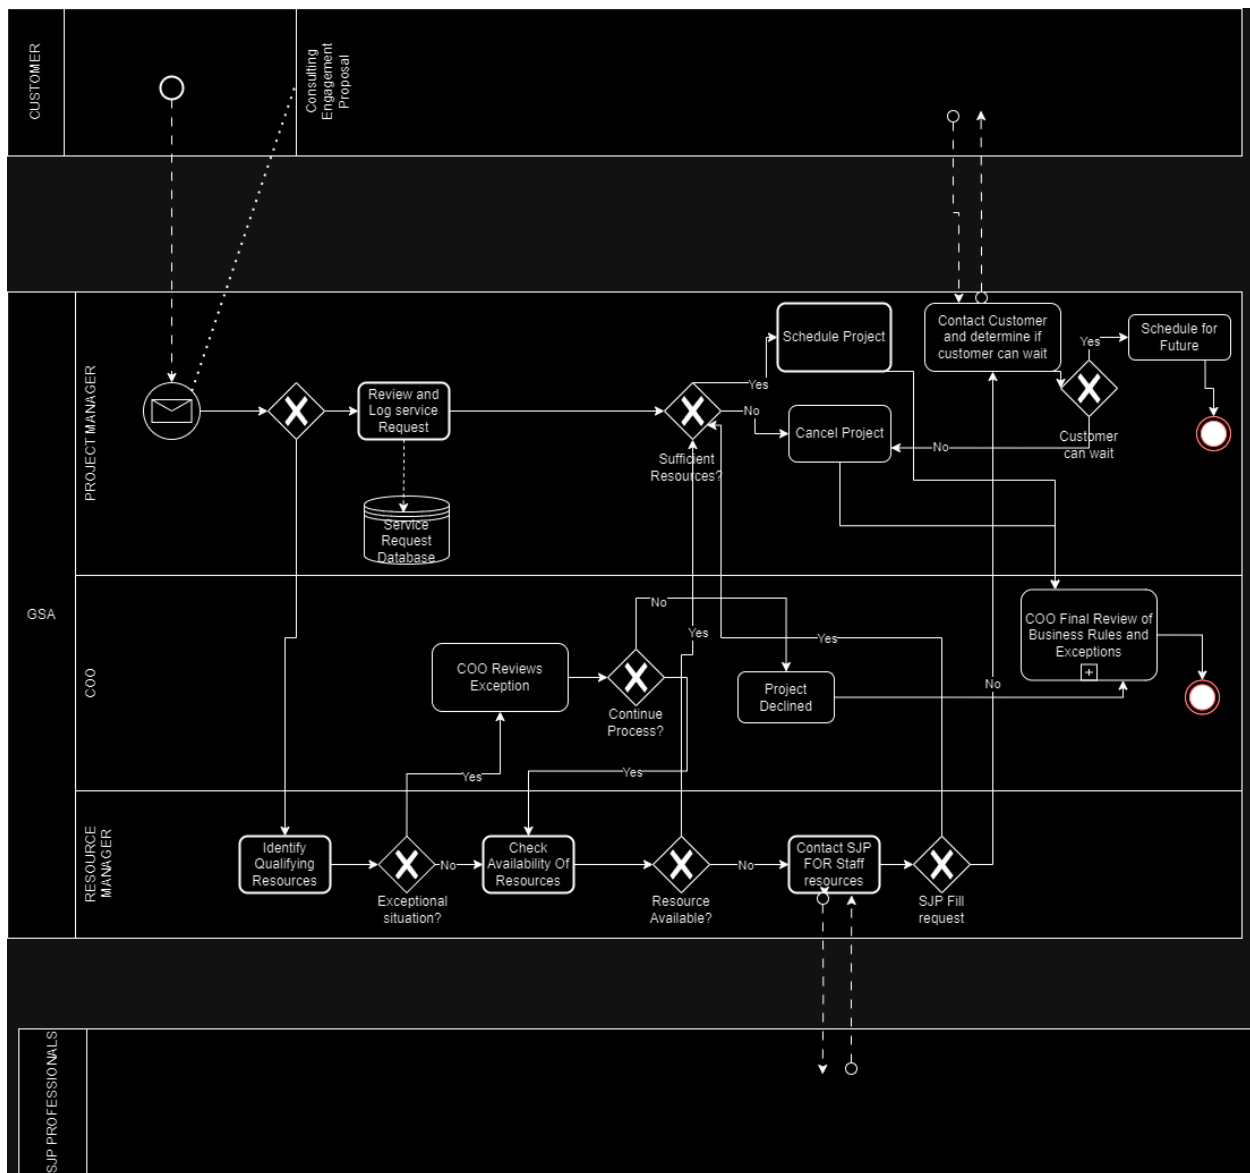 CUSTOMER
Consulting
Engagement
Proposal
GSA
PROJECT MANAGER
Review and
Log service
Request
Service
Request
Database
Sufficient
Resources?
Yes
No
Schedule Project
Cancel Project
Contact Customer
and determine if
customer can wait
Yes
Schedule for
Future
Customer
can wait
No
COO
COO Reviews
Exception
Continue
Process?
No
Yes
Yes
Project
Declined
Yes
No
COO Final Review of
Business Rules and
Exceptions
Yes
RESOURCE
MANAGER
Identify
Qualifying
Resources
Exceptional
situation?
No
Check
Availability Of
Resources
Resource
Available?
No
Contact SJP
FOR Staff
resources
SJP Fill
request
SJP PROFESSIONALS